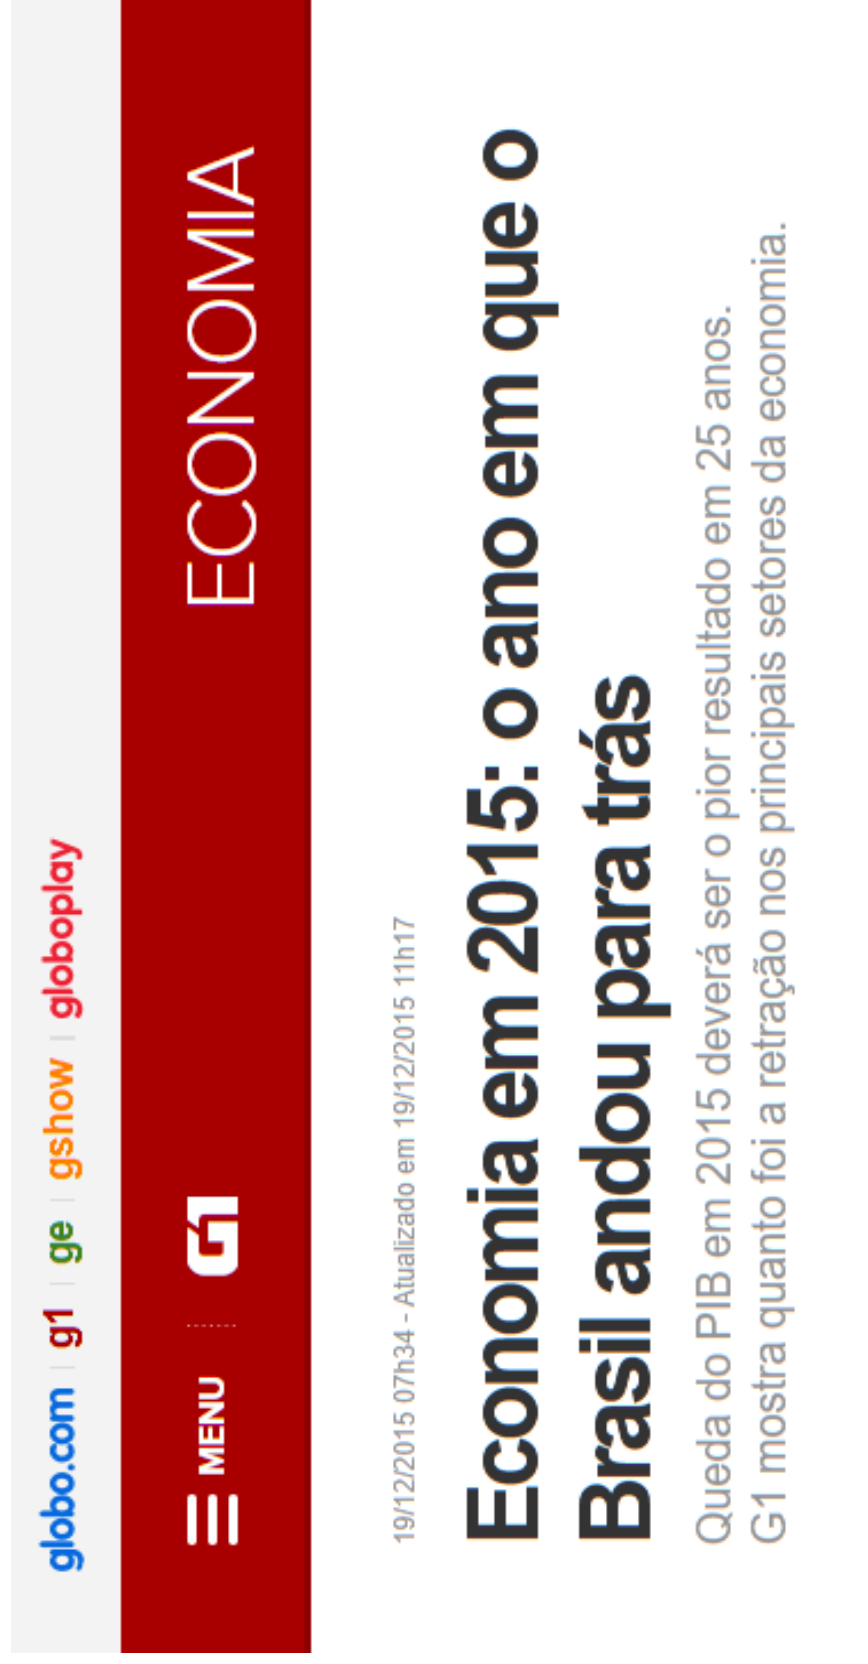 globo.com | g1 | ge | gshow | globoplay
MENU G1 ECONOMIA
19/12/2015 07h34 - Atualizado em 19/12/2015 11h17
Economia em 2015: o ano em que o
Brasil andou para trás
Queda do PIB em 2015 deverá ser o pior resultado em 25 anos.
G1 mostra quanto foi a retração nos principais setores da economia.